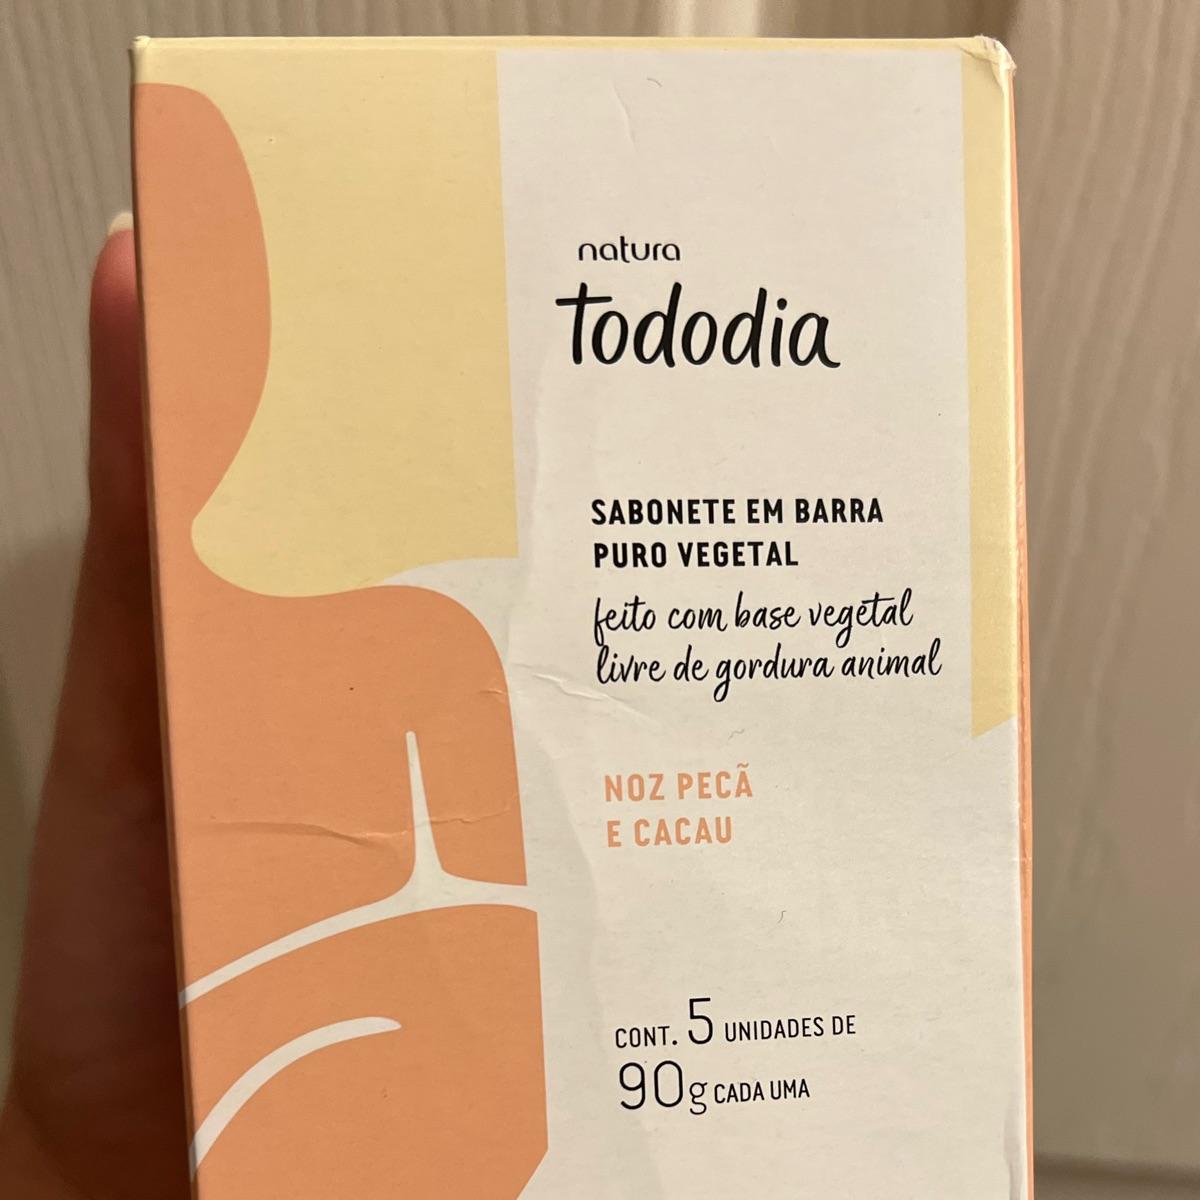 natura
Tododia
SABONETE EM BARRA
PURO VEGETAL
feito com base vegetal
livre de gordura animal
NOZ PECÃ
E CACAU
CONT. 5 UNIDADES DE
90g CADA UMA